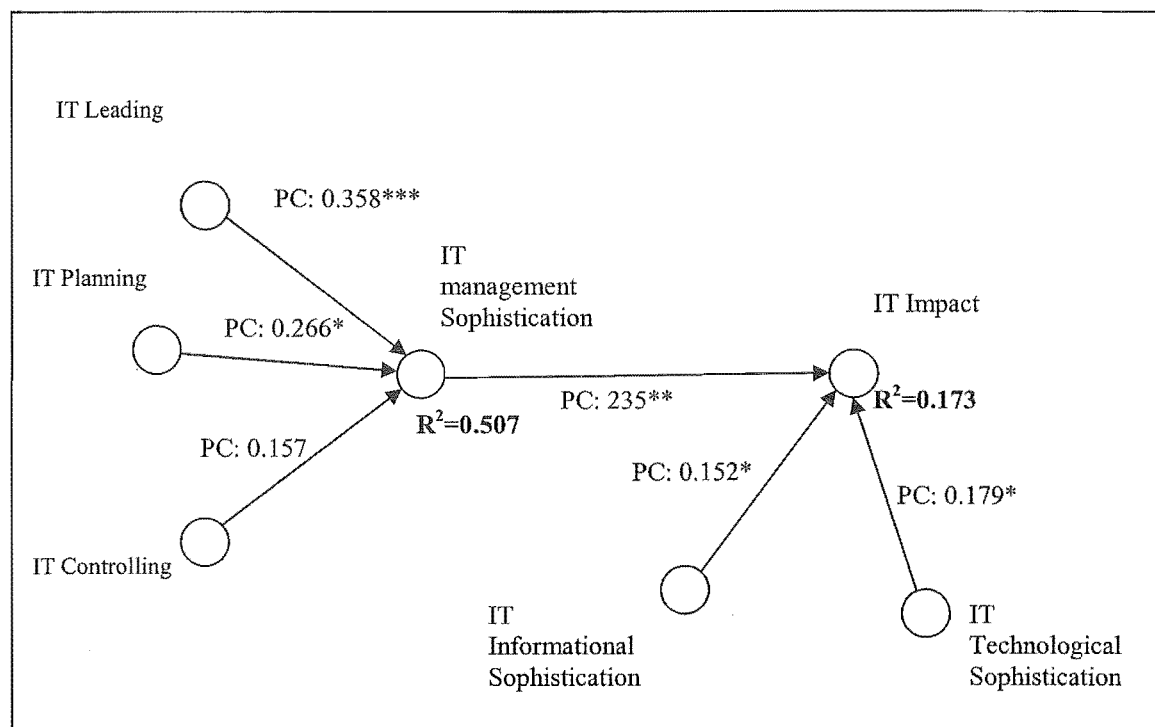 IT Leading
PC: 0.358***
IT Planning
IT
management
Sophistication
IT Impact
PC: 0.266*
PC: 235**
R²=0.173
R²=0.507
PC: 0.157
PC: 0.152*
PC: 0.179*
IT Controlling
IT
Informational
Sophistication
IT
Technological
Sophistication